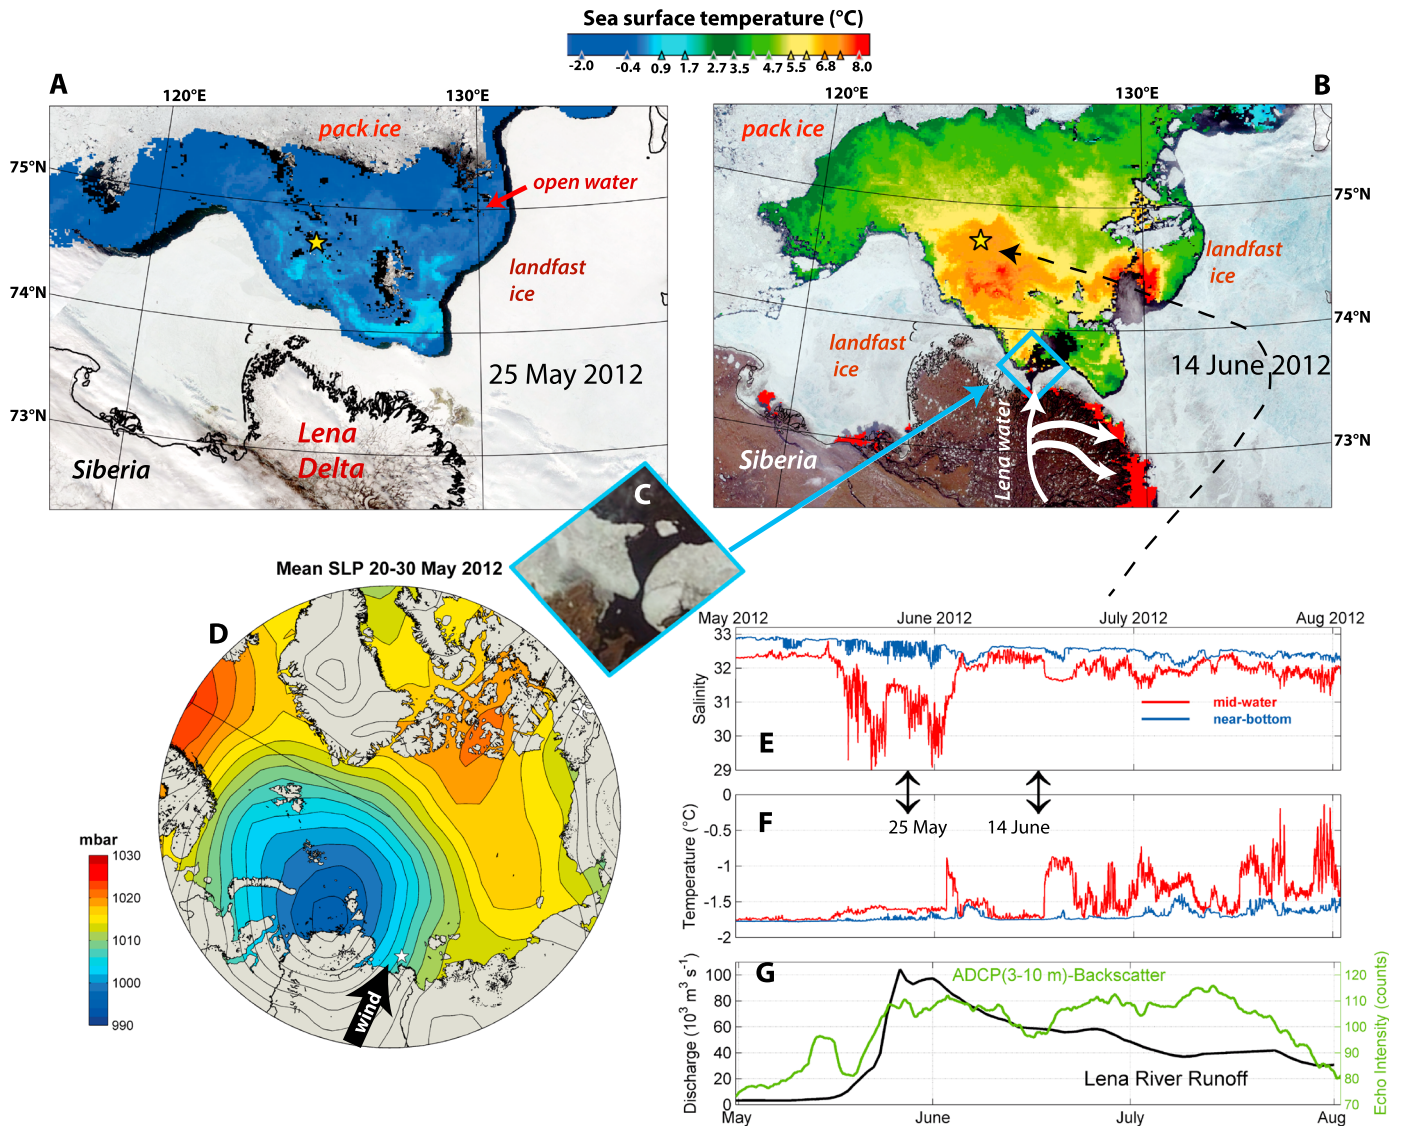 Sea surface temperature (°C)
-2.0 -0.4 0.9 1.7 2.7 3.5 4.7 5.5 6.8 8.0
A
120°E 130°E
75°N
74°N
73°N
pack ice
open water
landfast
ice
25 May 2012
Lena
Delta
Siberia
B
120°E 130°E
75°N
74°N
73°N
pack ice
landfast
ice
landfast
ice
14 June 2012
Lena water
Siberia
C
Mean SLP 20-30 May 2012
D
mbar
1030
1020
1010
1000
990
wind
May 2012 June 2012 July 2012 Aug 2012
33
32
31
30
29
Salinity
mid-water
near-bottom
E
25 May 14 June
0
-0.5
-1
-1.5
-2
Temperature (°C)
F
G
ADCP(3-10 m)-Backscatter
100
80
60
40
20
0
Discharge (10³ m³ s⁻¹)
120
110
100
90
80
70
Echo Intensity (counts)
Lena River Runoff
May June July Aug